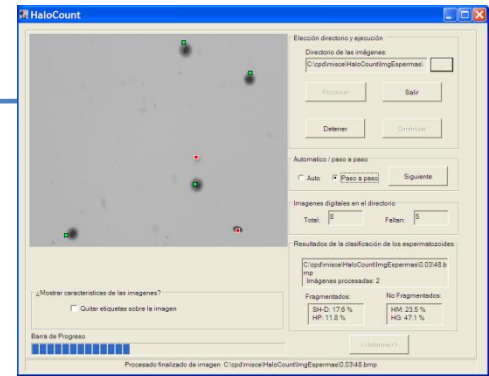 HaloCount
Elección directorio y ejecución
Directorio de las imágenes:
C:\cpd\misce\HaloCount\ImgEspermas\
Procesar
Salir
Detener
Continuar
Automatico / paso a paso
Auto
Paso a paso
Siguiente
Imagenes digitales en el directorio
Total:
8
Faltan:
5
Resultados de la clasificación de los espermatozoides:
C:\cpd\misce\HaloCount\ImgEspermas\0,03\48.b
mp
Imágenes procesadas: 2
Fragmentados:
No Fragmentados:
SH-D: 17.6 %
HP: 11.8 %
HM: 23.5 %
HG: 47.1 %
¿Mostrar características de las imagenes?
Quitar etiquetas sobre la imagen
Barra de Progreso
<<Informe>>
Procesado finalizado de imagen C:\cpd\misce\HaloCount\ImgEspermas\0,03\48.bmp